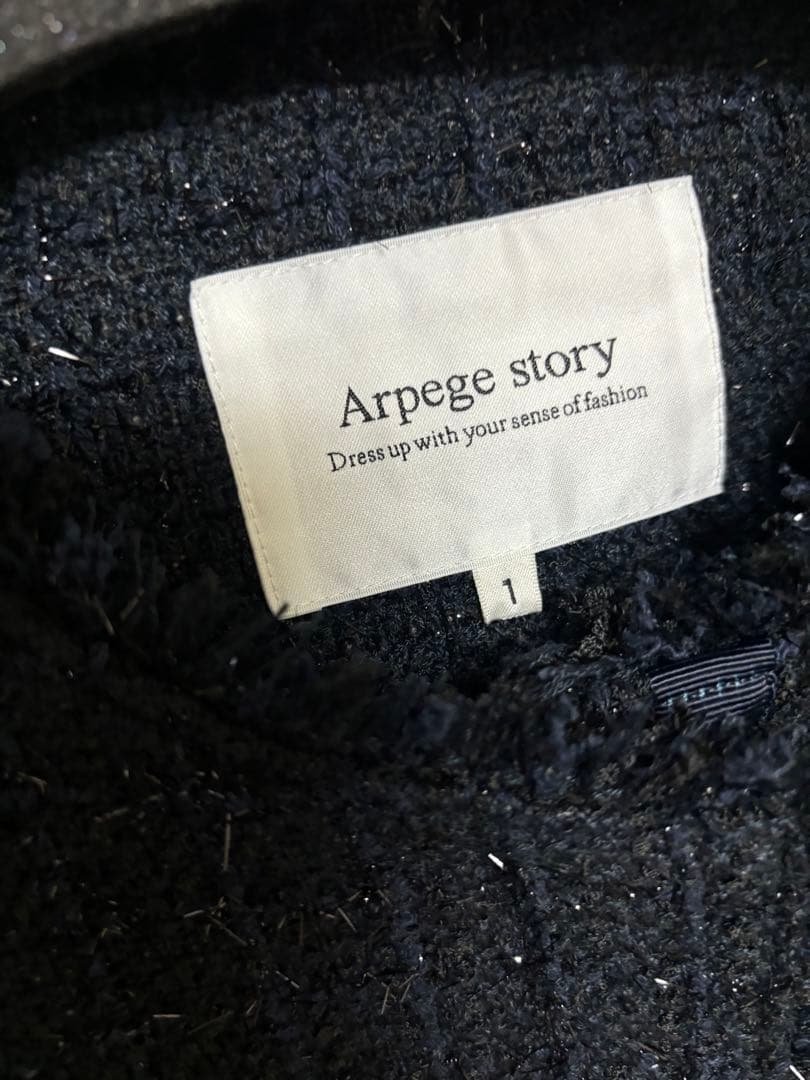 Arpege story
Dress up with your sense of fashion
1